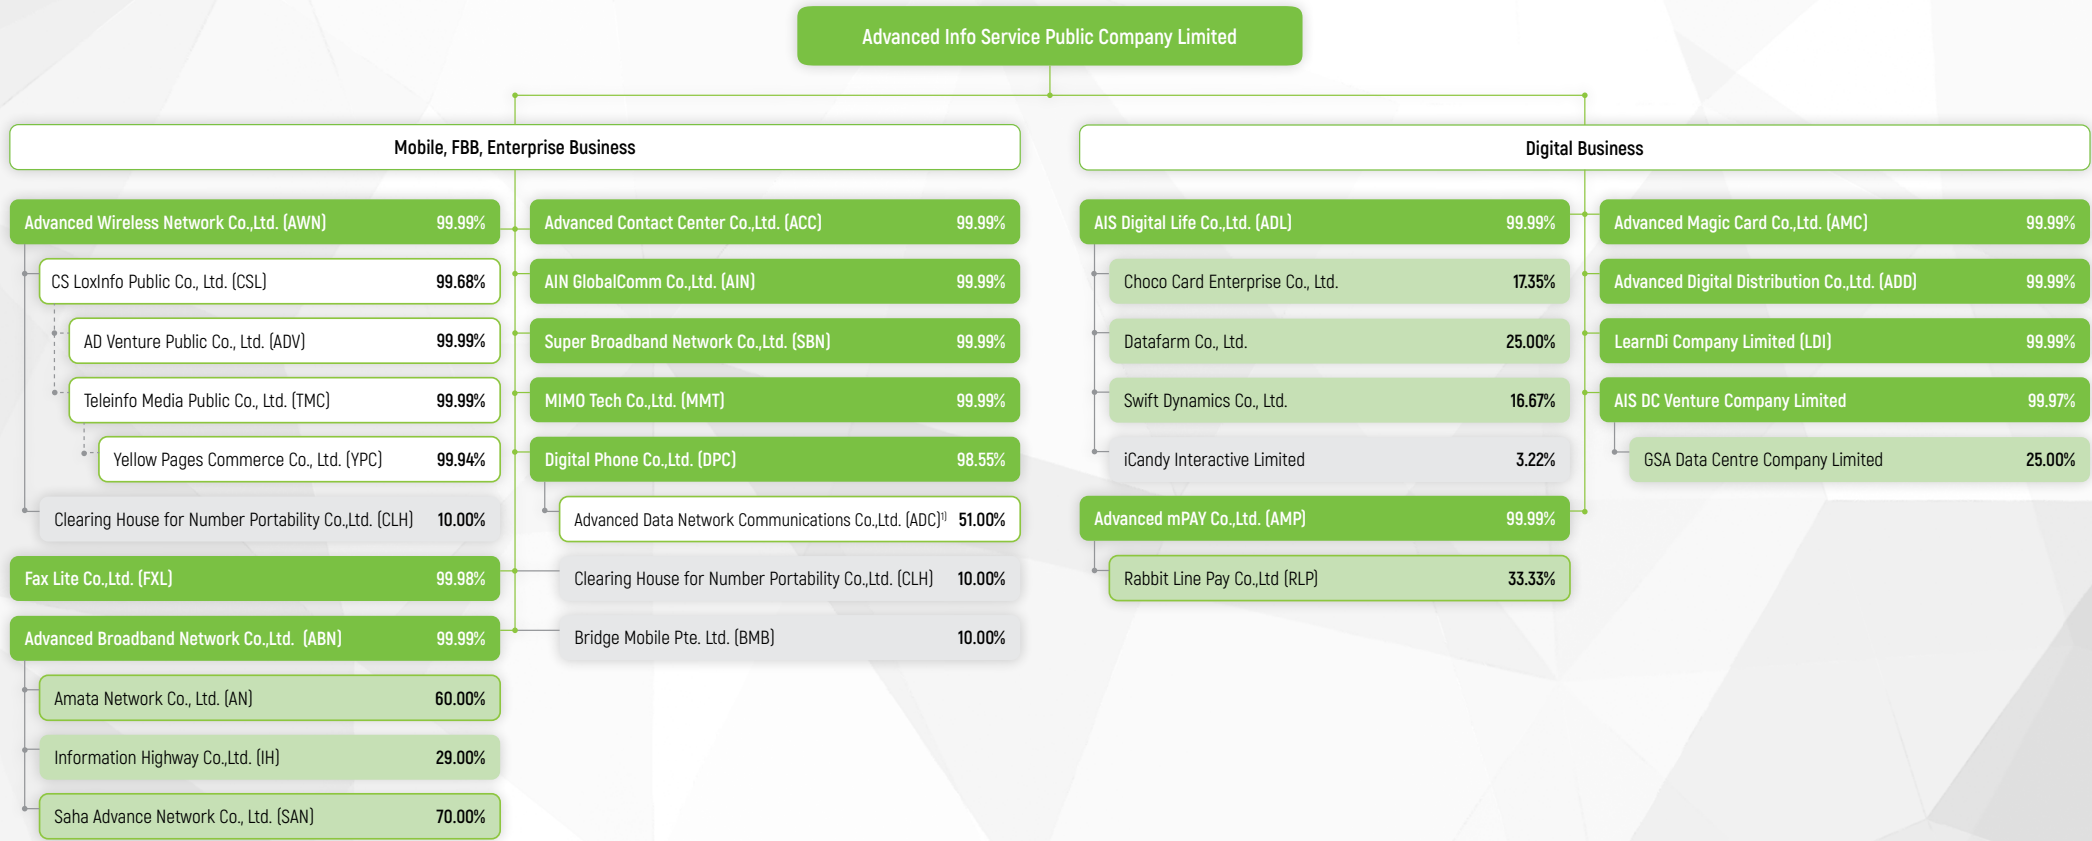 Advanced Info Service Public Company Limited
Mobile, FBB, Enterprise Business
Advanced Wireless Network Co.,Ltd. (AWN) 99.99%
CS LoxInfo Public Co., Ltd. (CSL) 99.68%
AD Venture Public Co., Ltd. (ADV) 99.99%
Teleinfo Media Public Co., Ltd. (TMC) 99.99%
Yellow Pages Commerce Co., Ltd. (YPC) 99.94%
Clearing House for Number Portability Co.,Ltd. (CLH) 10.00%
Fax Lite Co.,Ltd. (FXL) 99.98%
Advanced Broadband Network Co.,Ltd. (ABN) 99.99%
Amata Network Co., Ltd. (AN) 60.00%
Information Highway Co.,Ltd. (IH) 29.00%
Saha Advance Network Co., Ltd. (SAN) 70.00%
Advanced Contact Center Co.,Ltd. (ACC) 99.99%
AIN GlobalComm Co.,Ltd. (AIN) 99.99%
Super Broadband Network Co.,Ltd. (SBN) 99.99%
MIMO Tech Co.,Ltd. (MMT) 99.99%
Digital Phone Co.,Ltd. (DPC) 98.55%
Advanced Data Network Communications Co.,Ltd. (ADC)¹⁾ 51.00%
Clearing House for Number Portability Co.,Ltd. (CLH) 10.00%
Bridge Mobile Pte. Ltd. (BMB) 10.00%
Digital Business
AIS Digital Life Co.,Ltd. (ADL) 99.99%
Choco Card Enterprise Co., Ltd. 17.35%
Datafarm Co., Ltd. 25.00%
Swift Dynamics Co., Ltd. 16.67%
iCandy Interactive Limited 3.22%
Advanced mPAY Co.,Ltd. (AMP) 99.99%
Rabbit Line Pay Co.,Ltd (RLP) 33.33%
Advanced Magic Card Co.,Ltd. (AMC) 99.99%
Advanced Digital Distribution Co.,Ltd. (ADD) 99.99%
LearnDi Company Limited (LDI) 99.99%
AIS DC Venture Company Limited 99.97%
GSA Data Centre Company Limited 25.00%